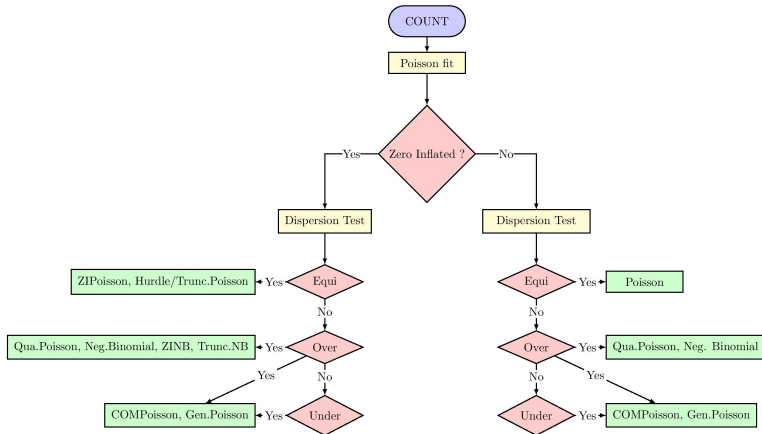 COUNT
Poisson fit
Yes
Zero Inflated ?
No
Dispersion Test
Dispersion Test
ZIPoisson, Hurdle/Trunc.Poisson
Yes
Equi
Equi
Yes
Poisson
No
No
Qua.Poisson, Neg.Binomial, ZINB, Trunc.NB
Yes
Over
Over
Yes
Qua.Poisson, Neg. Binomial
Yes
No
No
Yes
COMPoisson, Gen.Poisson
Yes
Under
Under
Yes
COMPoisson, Gen.Poisson